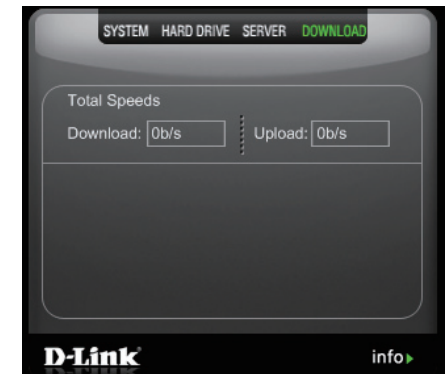 SYSTEM HARD DRIVE SERVER DOWNLOAD
Total Speeds
Download: 0b/s Upload: 0b/s
D-Link info